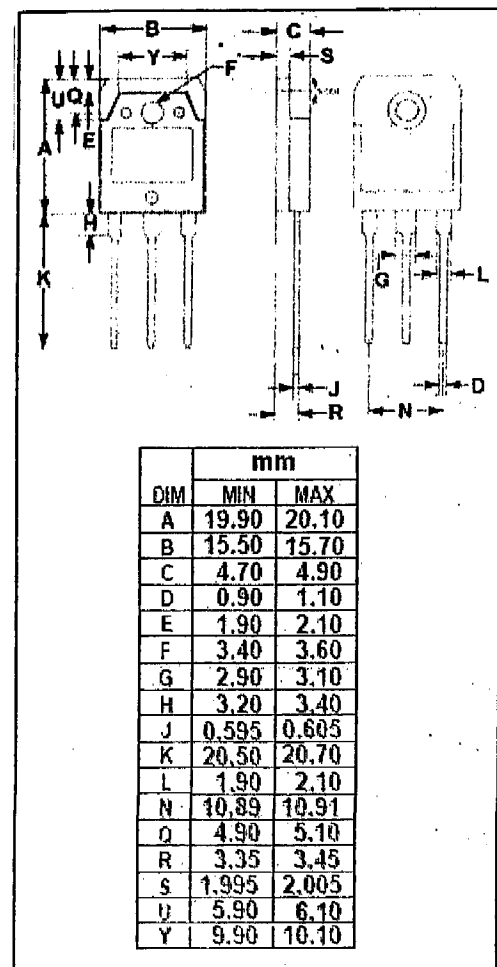 B
C
Y
S
F
U Q
A
E
H
K
G
L
J
R
N
D
mm
DIM MIN MAX
A 19.90 20.10
B 15.50 15.70
C 4.70 4.90
D 0.90 1.10
E 1.90 2.10
F 3.40 3.60
G 2.90 3.10
H 3.20 3.40
J 0.595 0.605
K 20.50 20.70
L 1.90 2.10
N 10.89 10.91
Q 4.90 5.10
R 3.35 3.45
S 1.995 2.005
U 5.90 6.10
Y 9.90 10.10